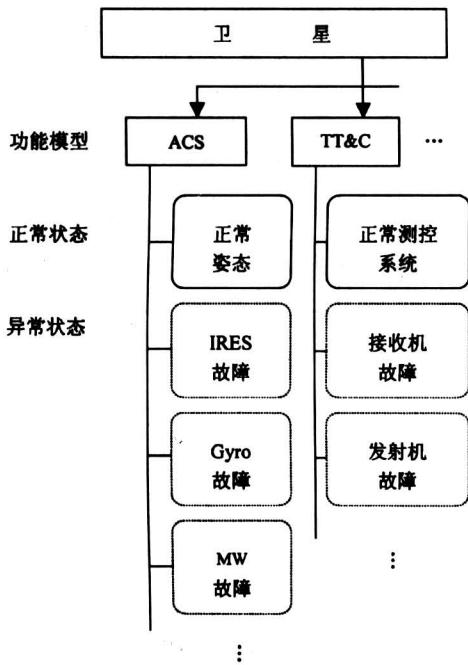 卫 星
功能模型 ACS TT&C …
正常状态 正常 正常测控
姿态 系统
异常状态 IRES 接收机
故障 故障
Gyro 发射机
故障 故障
MW
故障
⋮
⋮